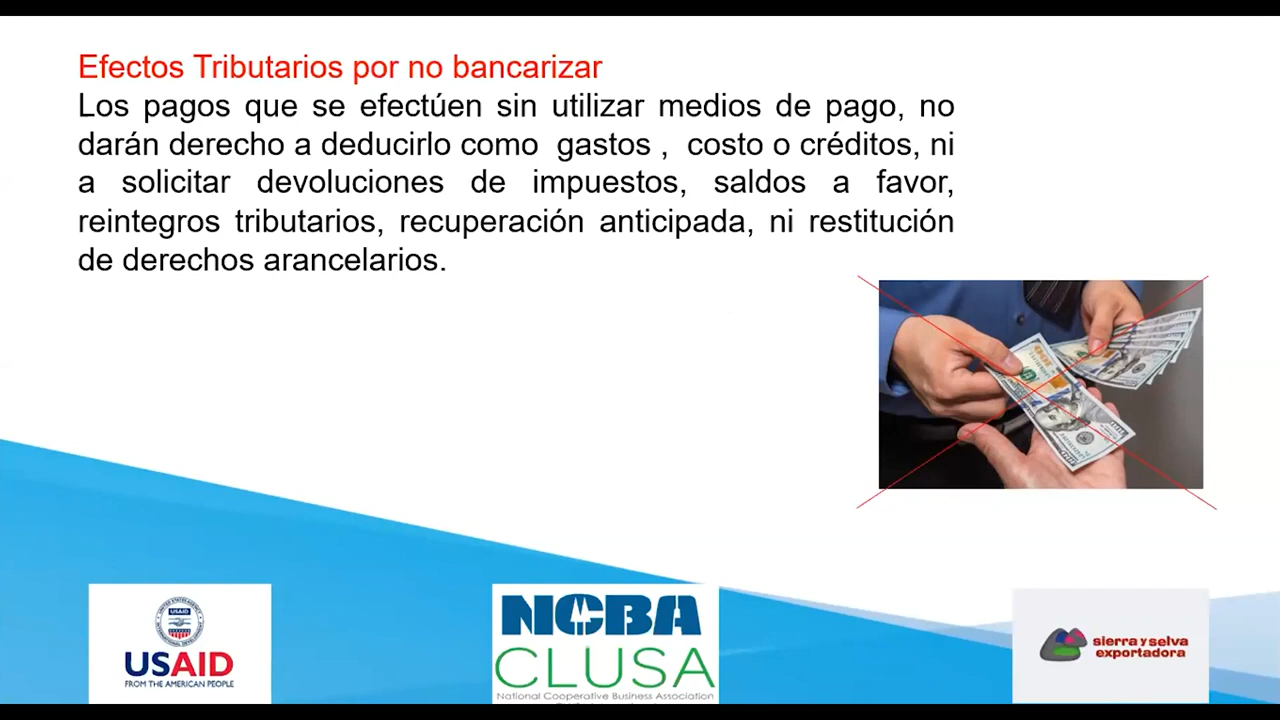 Efectos Tributarios por no bancarizar
Los pagos que se efectúen sin utilizar medios de pago, no
darán derecho a deducirlo como gastos , costo o créditos, ni
a solicitar devoluciones de impuestos, saldos a favor,
reintegros tributarios, recuperación anticipada, ni restitución
de derechos arancelarios.
USAID
FROM THE AMERICAN PEOPLE
NCBA
CLUSA
National Cooperative Business Association
sierra y selva
exportadora